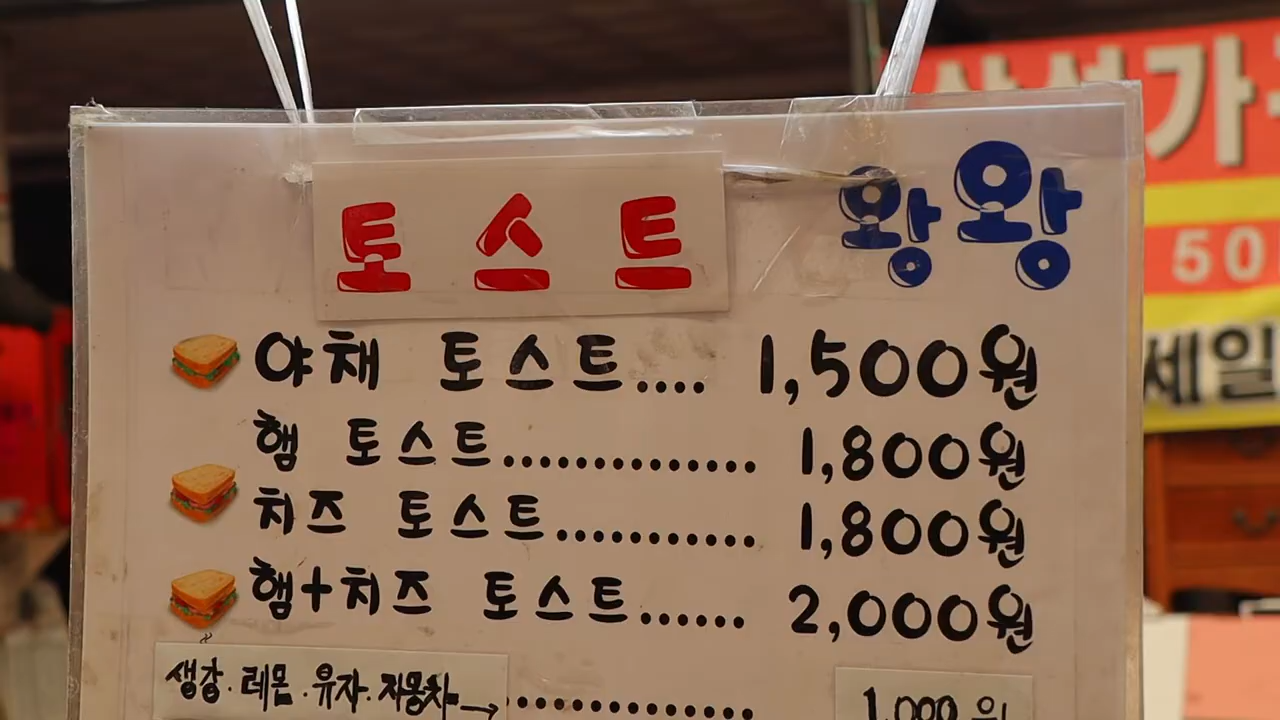 토스트 왕왕
야채 토스트.... 1,500원
햄 토스트.............. 1,800원
치즈 토스트........... 1,800원
햄+치즈 토스트...... 2,000원
생강·레몬·유자·자몽차→.............. 1,000원
50
세일